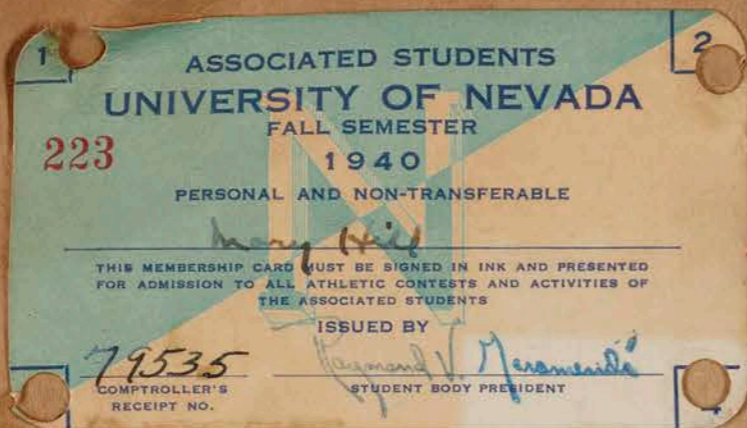 1
2
ASSOCIATED STUDENTS
UNIVERSITY OF NEVADA
FALL SEMESTER
223
1940
PERSONAL AND NON-TRANSFERABLE
Mary Hill
THIS MEMBERSHIP CARD MUST BE SIGNED IN INK AND PRESENTED
FOR ADMISSION TO ALL ATHLETIC CONTESTS AND ACTIVITIES OF
THE ASSOCIATED STUDENTS
ISSUED BY
79535
Raymond V.
COMPTROLLER'S
RECEIPT NO.
STUDENT BODY PRESIDENT
N